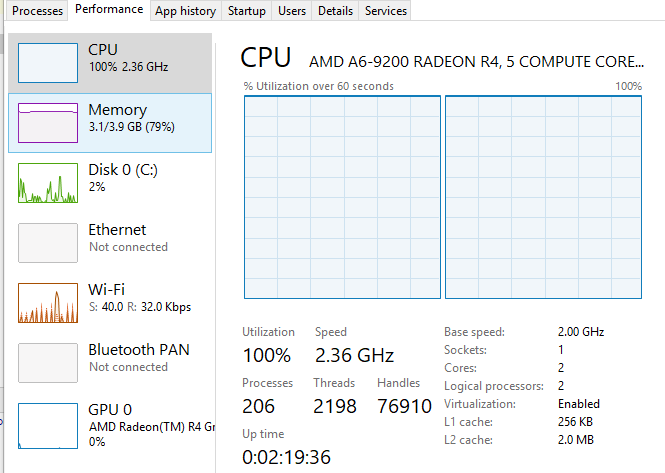 Processes Performance App history Startup Users Details Services
CPU
100% 2.36 GHz
Memory
3.1/3.9 GB (79%)
Disk 0 (C:)
2%
Ethernet
Not connected
Wi-Fi
S: 40.0 R: 32.0 Kbps
Bluetooth PAN
Not connected
GPU 0
AMD Radeon(TM) R4 Gr
0%
CPU AMD A6-9200 RADEON R4, 5 COMPUTE CORE...
% Utilization over 60 seconds 100%
Utilization Speed
100% 2.36 GHz
Processes Threads Handles
206 2198 76910
Up time
0:02:19:36
Base speed: 2.00 GHz
Sockets: 1
Cores: 2
Logical processors: 2
Virtualization: Enabled
L1 cache: 256 KB
L2 cache: 2.0 MB